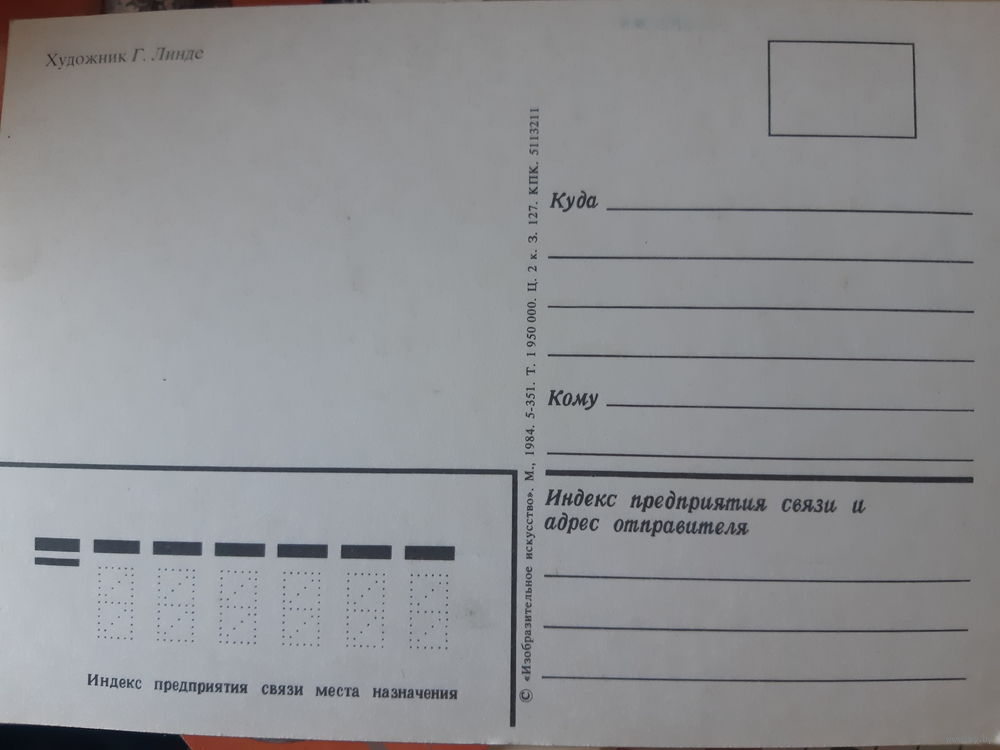 Художник Г. Линде
Куда
Кому
Индекс предприятия связи и
адрес отправителя
Индекс предприятия связи места назначения
© «Изобразительное искусство». М., 1984. 5-351. Т. 1 950 000. Ц. 2 к. З. 127. КПК. 5113211